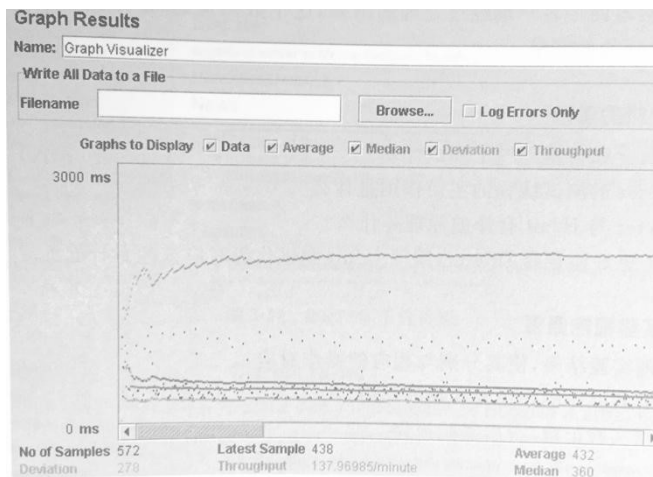 Graph Results
Name: Graph Visualizer
Write All Data to a File
Filename Browse... Log Errors Only
Graphs to Display Data Average Median Deviation Throughput
3000 ms
0 ms
No of Samples 572 Latest Sample 438 Average 432
Deviation 278 Throughput 137.96985/minute Median 360